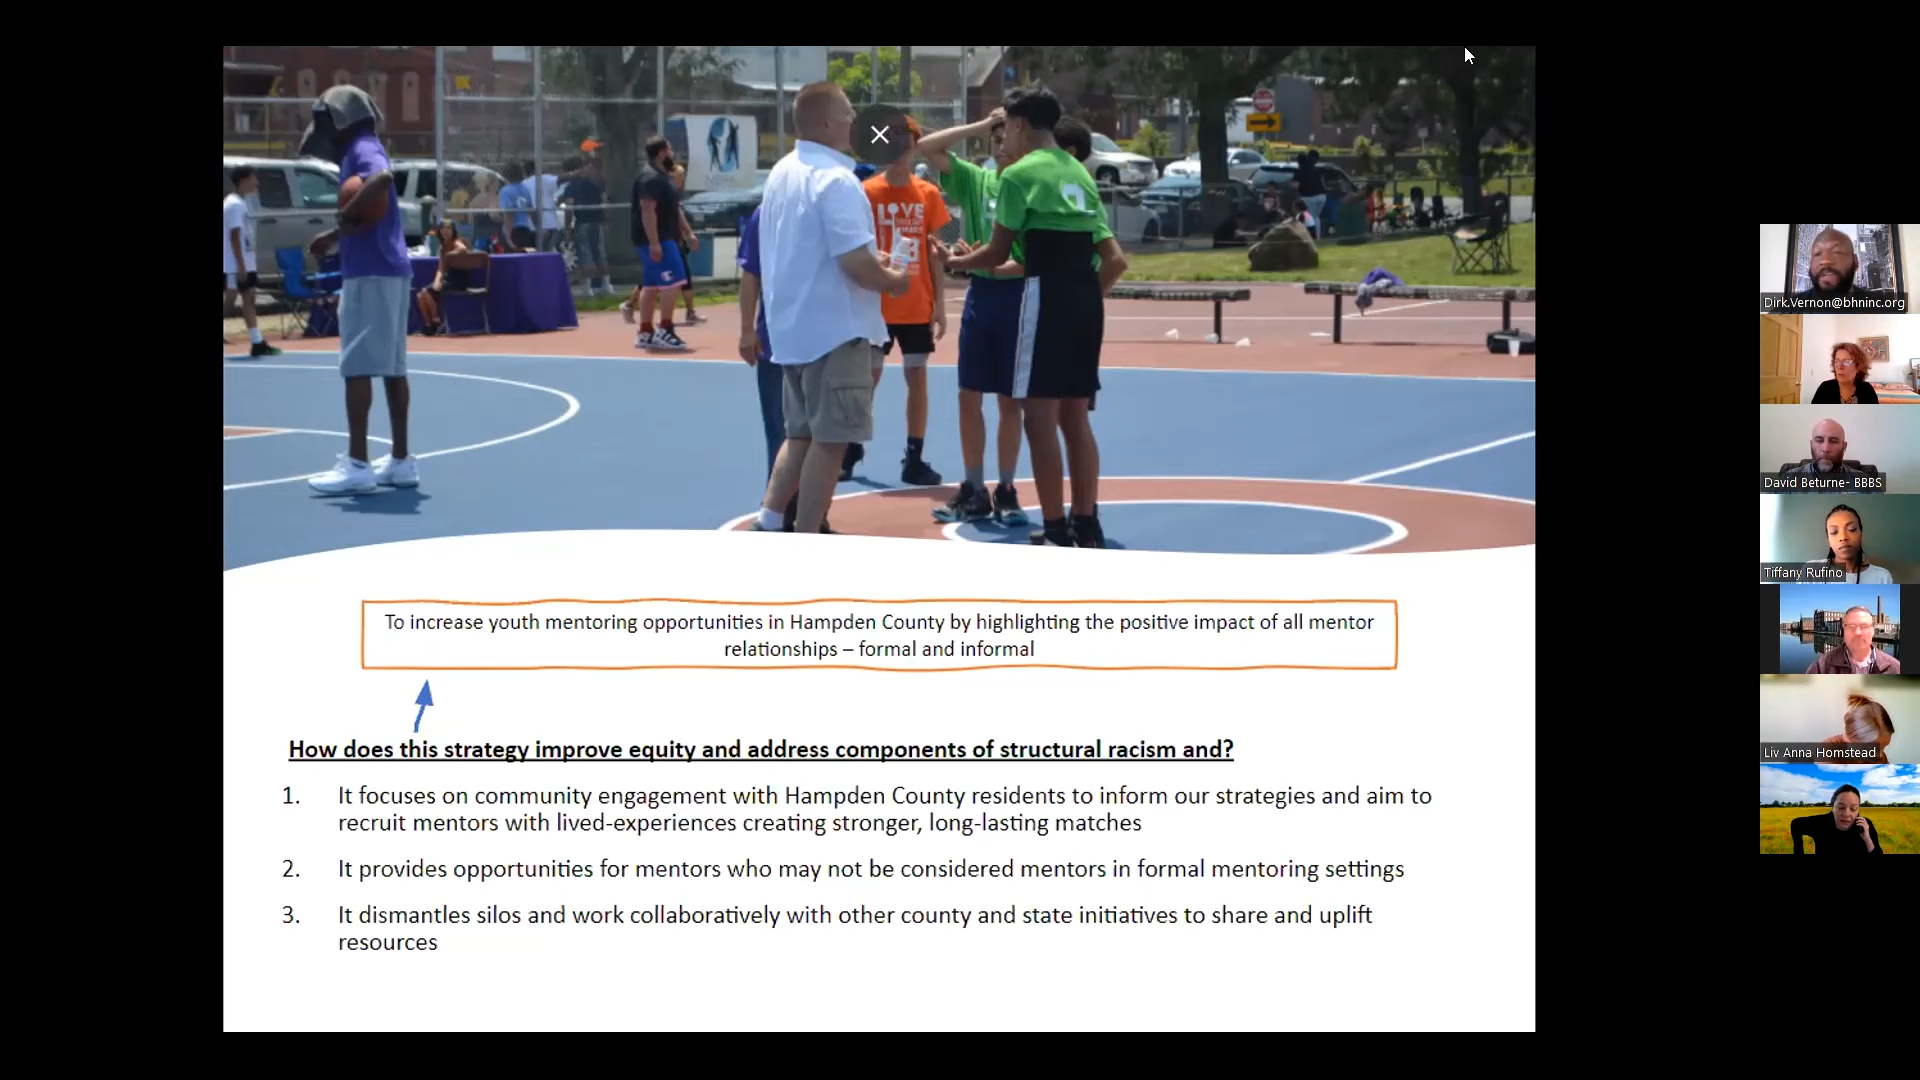 LOVE
To increase youth mentoring opportunities in Hampden County by highlighting the positive impact of all mentor
relationships – formal and informal
How does this strategy improve equity and address components of structural racism and?
1. It focuses on community engagement with Hampden County residents to inform our strategies and aim to
recruit mentors with lived-experiences creating stronger, long-lasting matches
2. It provides opportunities for mentors who may not be considered mentors in formal mentoring settings
3. It dismantles silos and work collaboratively with other county and state initiatives to share and uplift
resources
Dirk.Vernon@bhninc.org
David Beturne- BBBS
Tiffany Rufino
Liv Anna Homstead